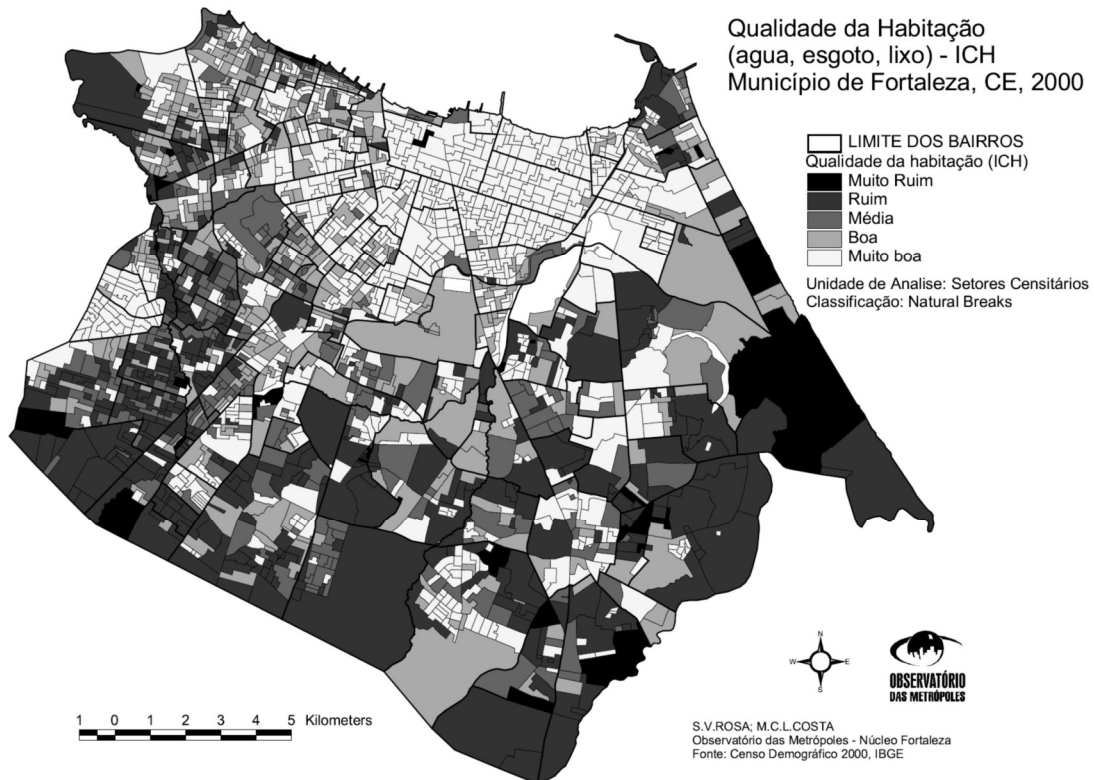 Qualidade da Habitação
(agua, esgoto, lixo) - ICH
Município de Fortaleza, CE, 2000
LIMITE DOS BAIRROS
Qualidade da habitação (ICH)
Muito Ruim
Ruim
Média
Boa
Muito boa
Unidade de Analise: Setores Censitários
Classificação: Natural Breaks
N
W E
S
OBSERVATÓRIO
DAS METRÓPOLES
1 0 1 2 3 4 5 Kilometers
S.V.ROSA; M.C.L.COSTA
Observatório das Metrópoles - Núcleo Fortaleza
Fonte: Censo Demográfico 2000, IBGE